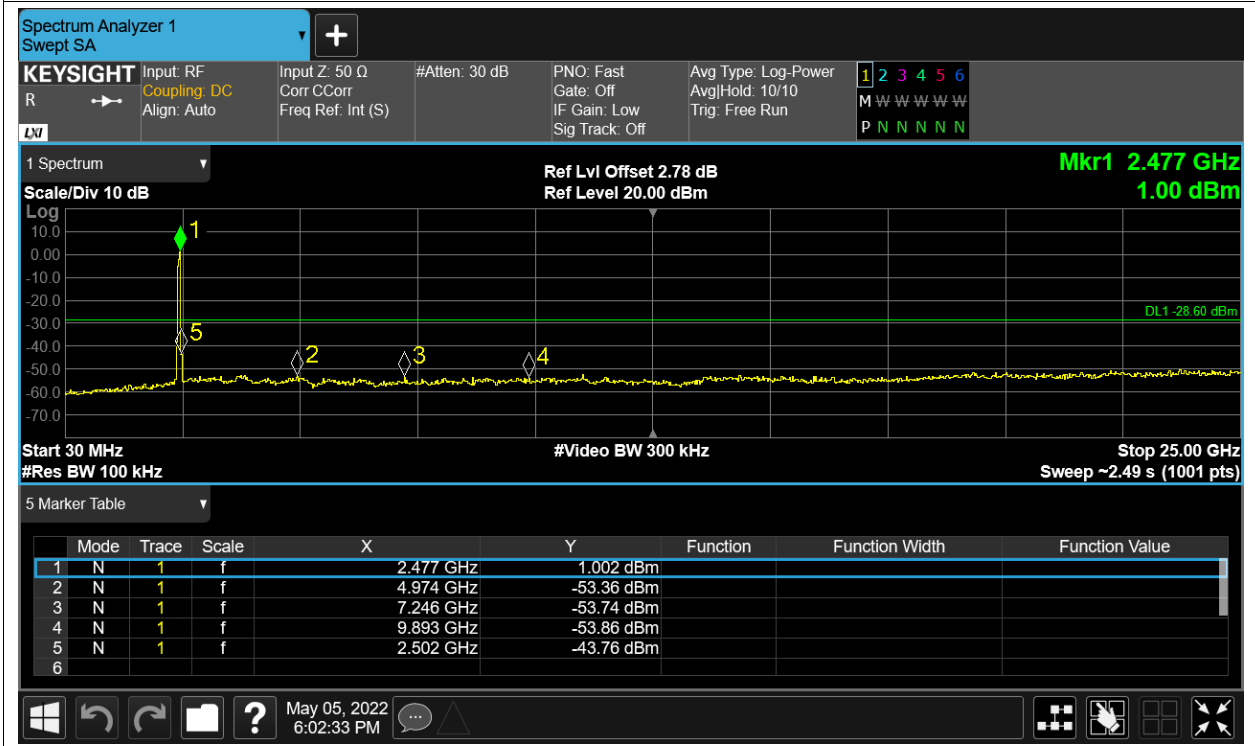 Spectrum Analyzer 1
Swept SA
+
KEYSIGHT
R
LXI
Input: RF
Coupling: DC
Align: Auto
Input Z: 50 Ω
Corr CCorr
Freq Ref: Int (S)
#Atten: 30 dB
PNO: Fast
Gate: Off
IF Gain: Low
Sig Track: Off
Avg Type: Log-Power
Avg|Hold: 10/10
Trig: Free Run
1 2 3 4 5 6
M W W W W W
P N N N N N
1 Spectrum
Scale/Div 10 dB
Ref Lvl Offset 2.78 dB
Ref Level 20.00 dBm
Mkr1 2.477 GHz
1.00 dBm
Log
10.0
0.00
-10.0
-20.0
-30.0
-40.0
-50.0
-60.0
-70.0
1
5
2
3
4
DL1 -28.60 dBm
Start 30 MHz
#Video BW 300 kHz
Stop 25.00 GHz
#Res BW 100 kHz
Sweep ~2.49 s (1001 pts)
5 Marker Table
Mode Trace Scale X Y Function Function Width Function Value
1 N 1 f 2.477 GHz 1.002 dBm
2 N 1 f 4.974 GHz -53.36 dBm
3 N 1 f 7.246 GHz -53.74 dBm
4 N 1 f 9.893 GHz -53.86 dBm
5 N 1 f 2.502 GHz -43.76 dBm
6
?
May 05, 2022
6:02:33 PM